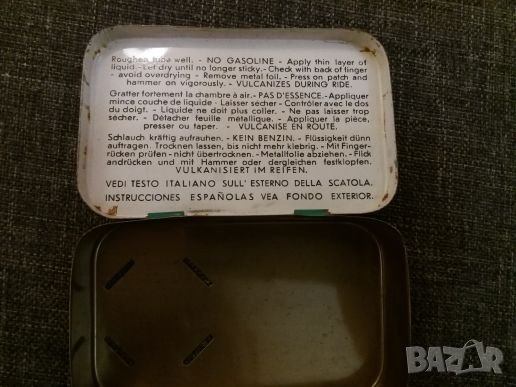 Roughen tube well. - NO GASOLINE - Apply thin layer of
liquid - Let dry until no longer sticky. - Check with back of finger
- avoid overdrying - Remove metal foil. - Press on patch and
hammer on vigorously. - VULCANIZES DURING RIDE.
Gratter fortement la chambre à air. - PAS D'ESSENCE. - Appliquer
mince couche de liquide - Laisser sécher - Contrôler avec le dos
du doigt. - Liquide ne doit plus coller. - Ne pas laisser trop
sécher. - Détacher feuille métallique. - Appliquer la pièce,
presser ou taper. - VULCANISE EN ROUTE.
Schlauch kräftig aufrauhen. - KEIN BENZIN. - Flüssigkeit dünn
auftragen. Trocknen lassen, bis nicht mehr klebrig. - Mit Finger-
rücken prüfen - nicht übertrocknen. - Metallfolie abziehen. - Flick
andrücken und mit Hammer oder dergleichen festklopfen.
VULKANISIERT IM REIFEN.
VEDI TESTO ITALIANO SULL' ESTERNO DELLA SCATOLA.
INSTRUCCIONES ESPAÑOLAS VEA FONDO EXTERIOR.
BAZAR
bg